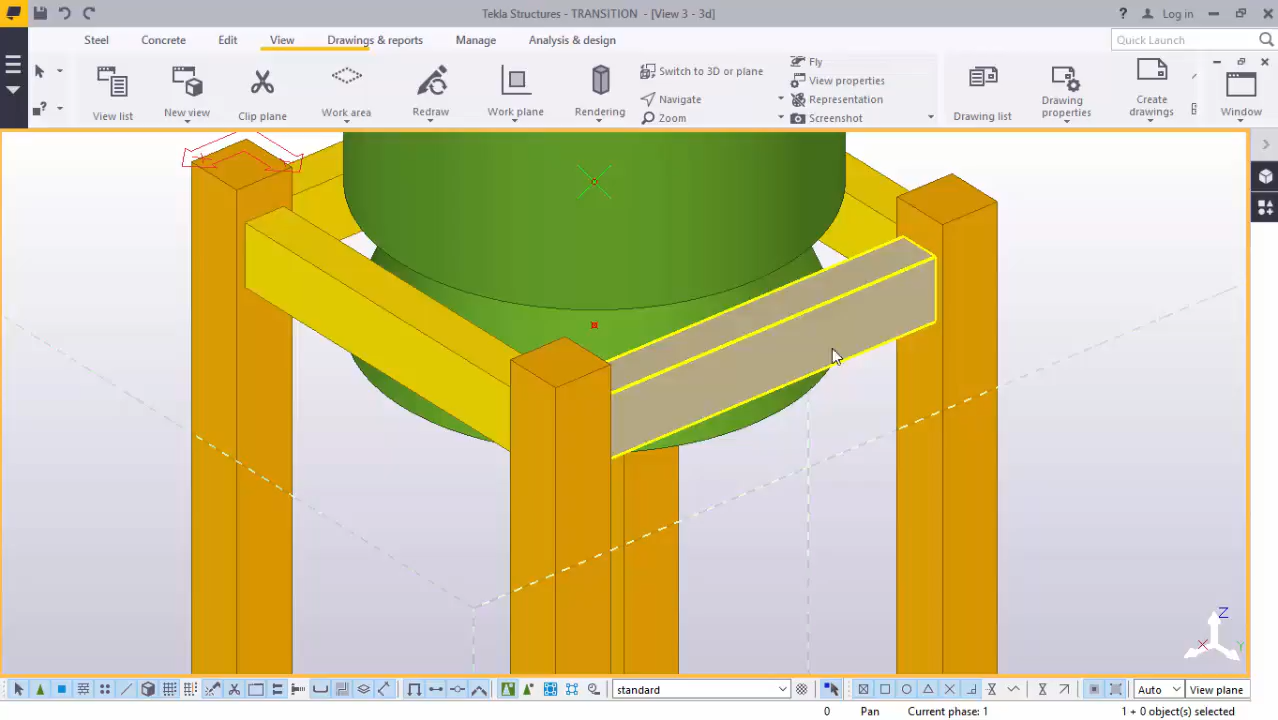 Tekla Structures - TRANSITION - [View 3 - 3d]
? Log in
Steel Concrete Edit View Drawings & reports Manage Analysis & design
Quick Launch
View list
New view
Clip plane
Work area
Redraw
Work plane
Rendering
Switch to 3D or plane
Navigate
Zoom
Fly
View properties
Representation
Screenshot
Drawing list
Drawing properties
Create drawings
Window
Z
X
Y
standard
Auto
View plane
0 Pan Current phase: 1 1 + 0 object(s) selected